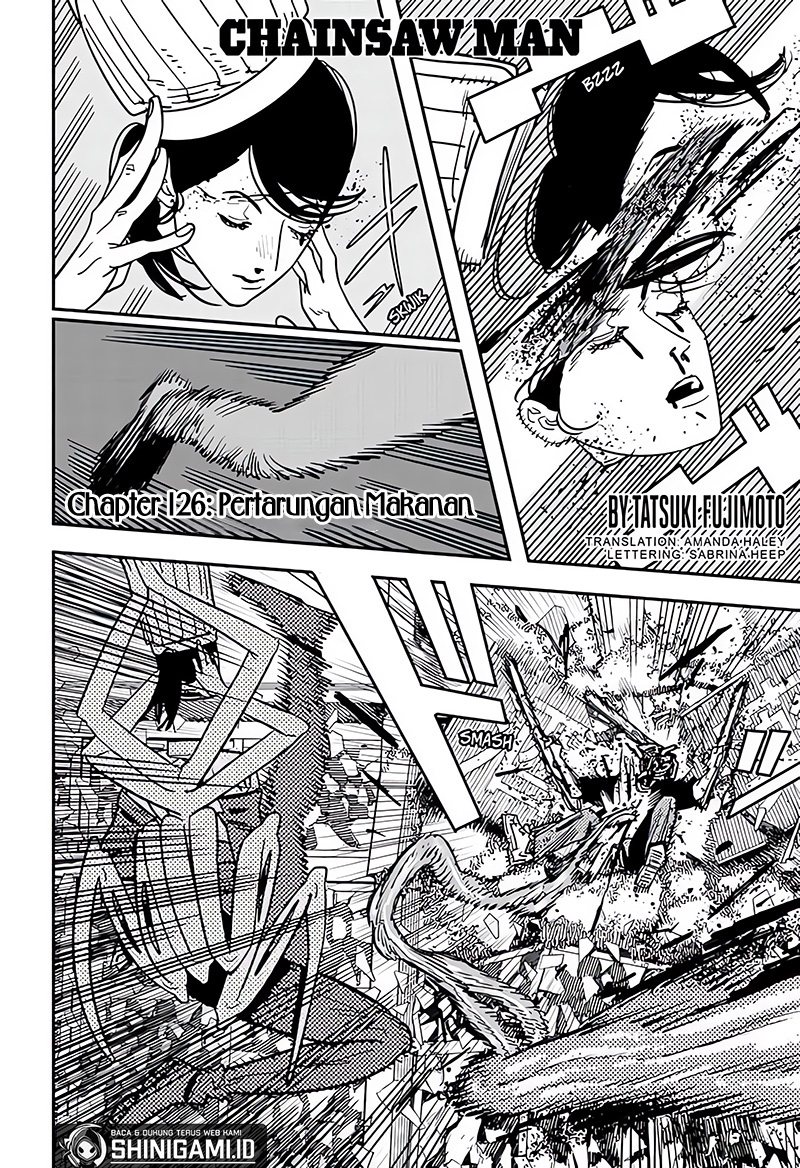 CHAINSAW MAN
BZZZ
SKNIK
Chapter 126: Pertarungan Makanan
BY TATSUKI FUJIMOTO
TRANSLATION: AMANDA HALEY
LETTERING: SABRINA HEEP
SMASH
BACA & DUKUNG TERUS WEB KAMI
SHINIGAMI.ID